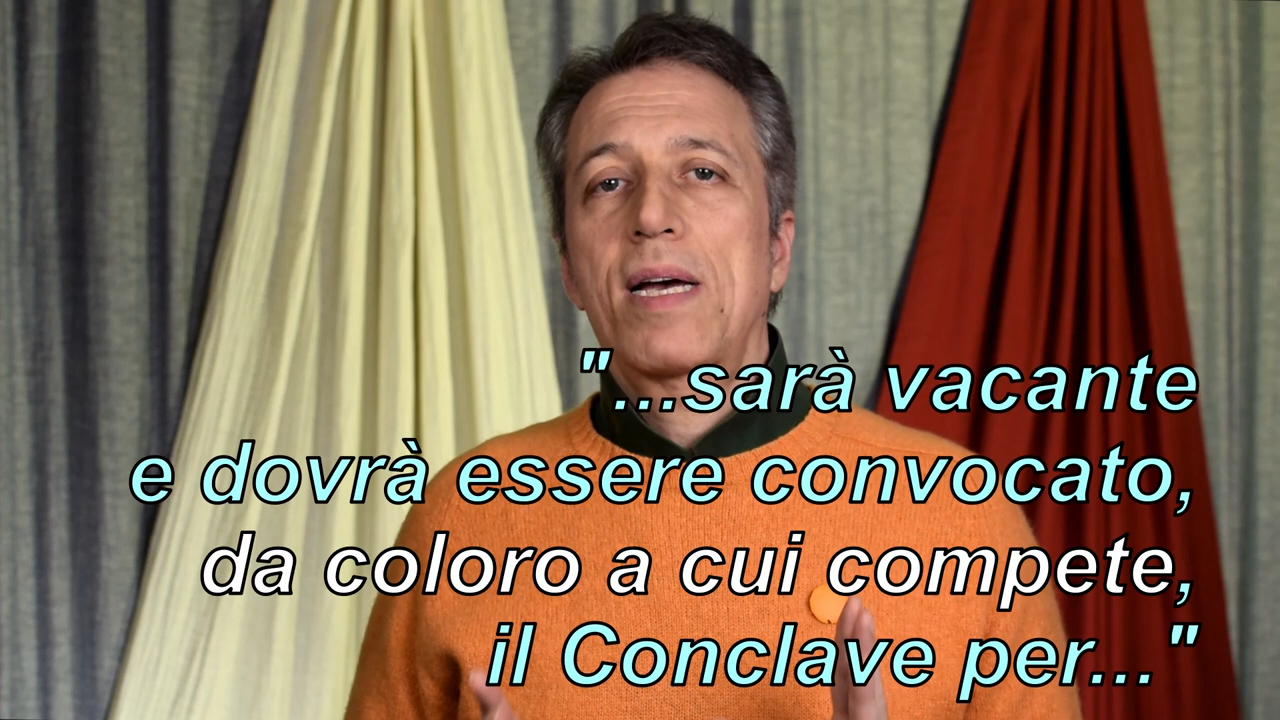 "...sarà vacante
e dovrà essere convocato,
da coloro a cui compete,
il Conclave per..."